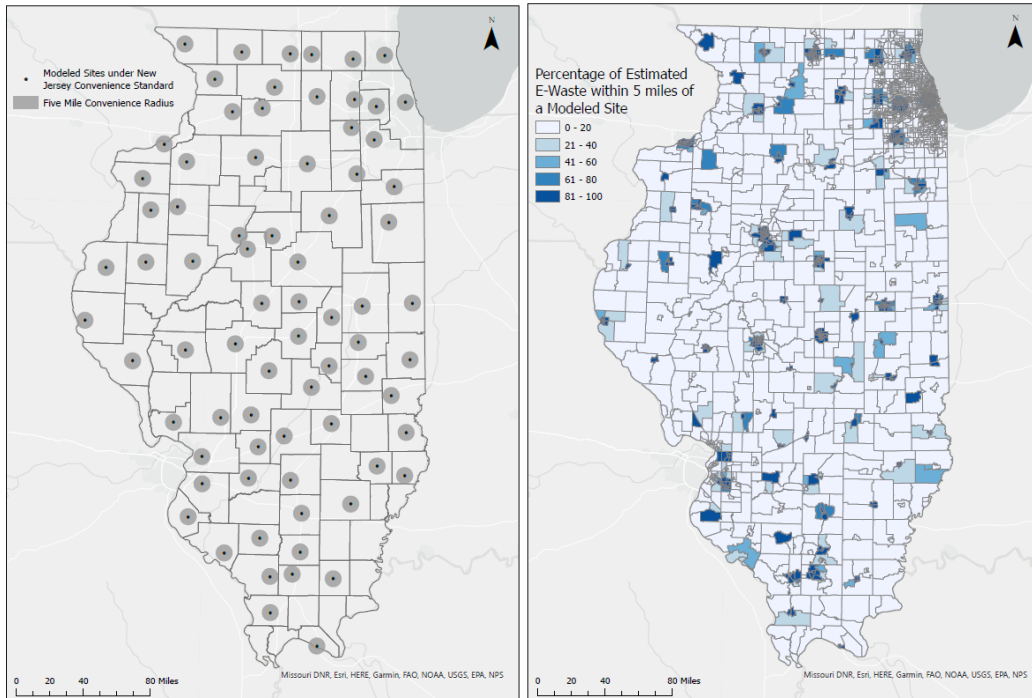 N
Modeled Sites under New
Jersey Convenience Standard
Five Mile Convenience Radius
Missouri DNR, Esri, HERE, Garmin, FAO, NOAA, USGS, EPA, NPS
0 20 40 80 Miles
N
Percentage of Estimated
E-Waste within 5 miles of
a Modeled Site
0 - 20
21 - 40
41 - 60
61 - 80
81 - 100
Missouri DNR, Esri, HERE, Garmin, FAO, NOAA, USGS, EPA, NPS
0 20 40 80 Miles